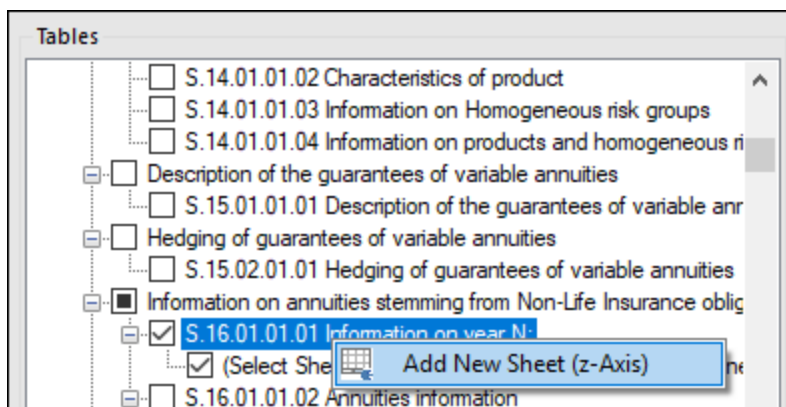 Tables
S.14.01.01.02 Characteristics of product
S.14.01.01.03 Information on Homogeneous risk groups
S.14.01.01.04 Information on products and homogeneous ri
Description of the guarantees of variable annuities
S.15.01.01.01 Description of the guarantees of variable anr
Hedging of guarantees of variable annuities
S.15.02.01.01 Hedging of guarantees of variable annuities
Information on annuities stemming from Non-Life Insurance oblig
S.16.01.01.01 Information on year N:
(Select She
Add New Sheet (z-Axis)
S.16.01.01.02 Annuities information